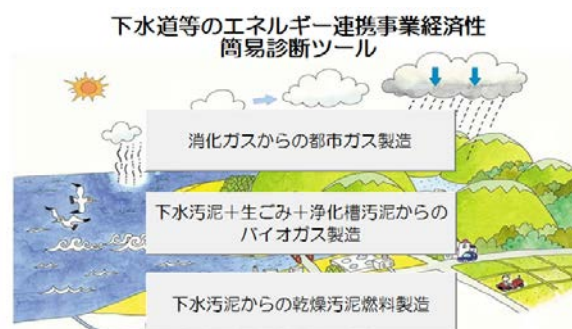 下水道等のエネルギー連携事業経済性
簡易診断ツール
消化ガスからの都市ガス製造
下水汚泥＋生ごみ＋浄化槽汚泥からの
バイオガス製造
下水汚泥からの乾燥汚泥燃料製造